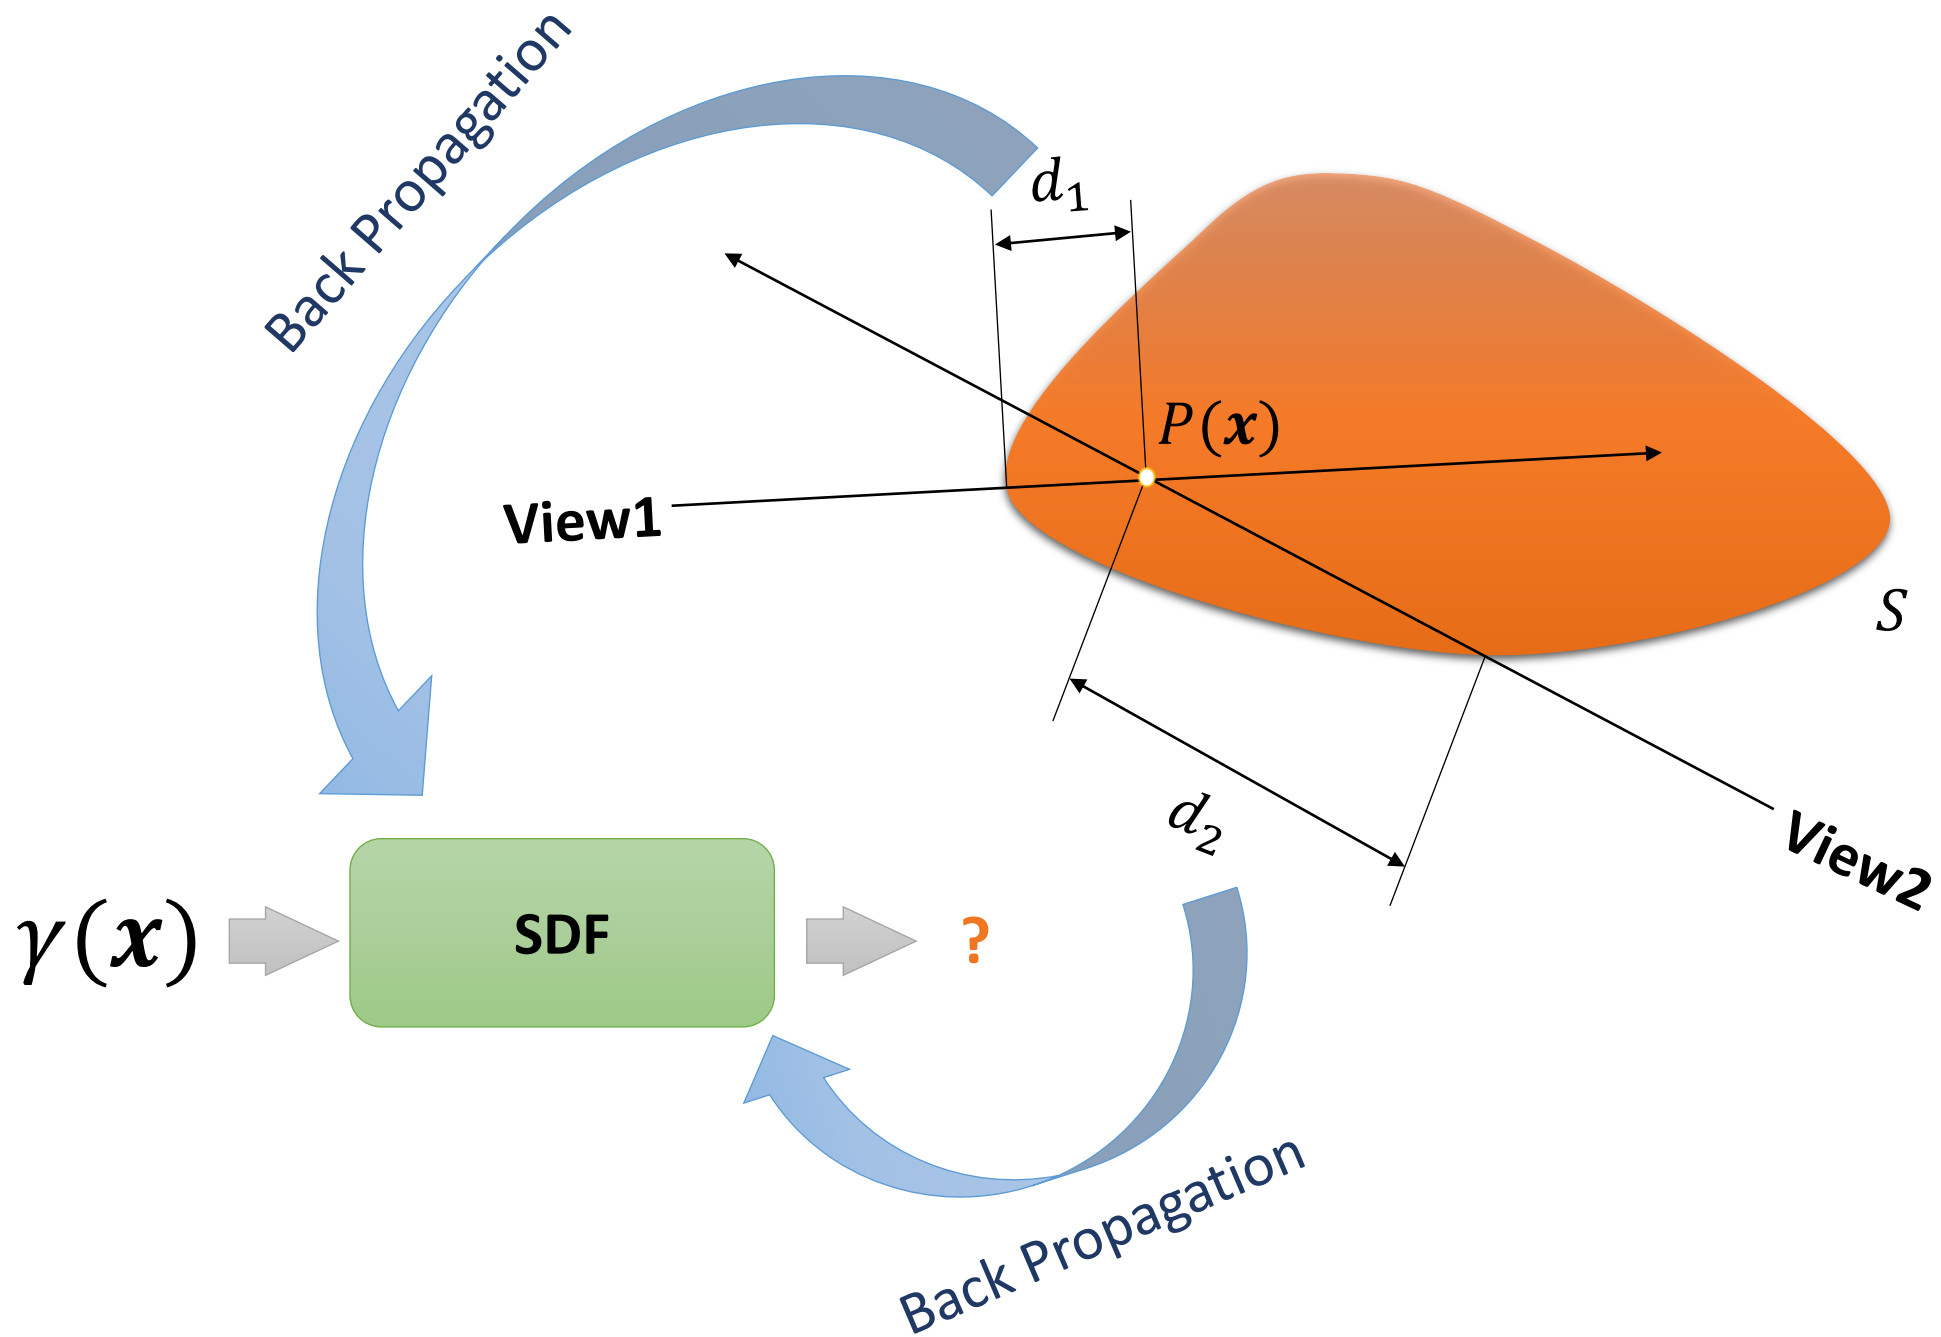 Back Propagation
d₁
P(x)
View1
S
d₂
View2
γ(x)
SDF
?
Back Propagation